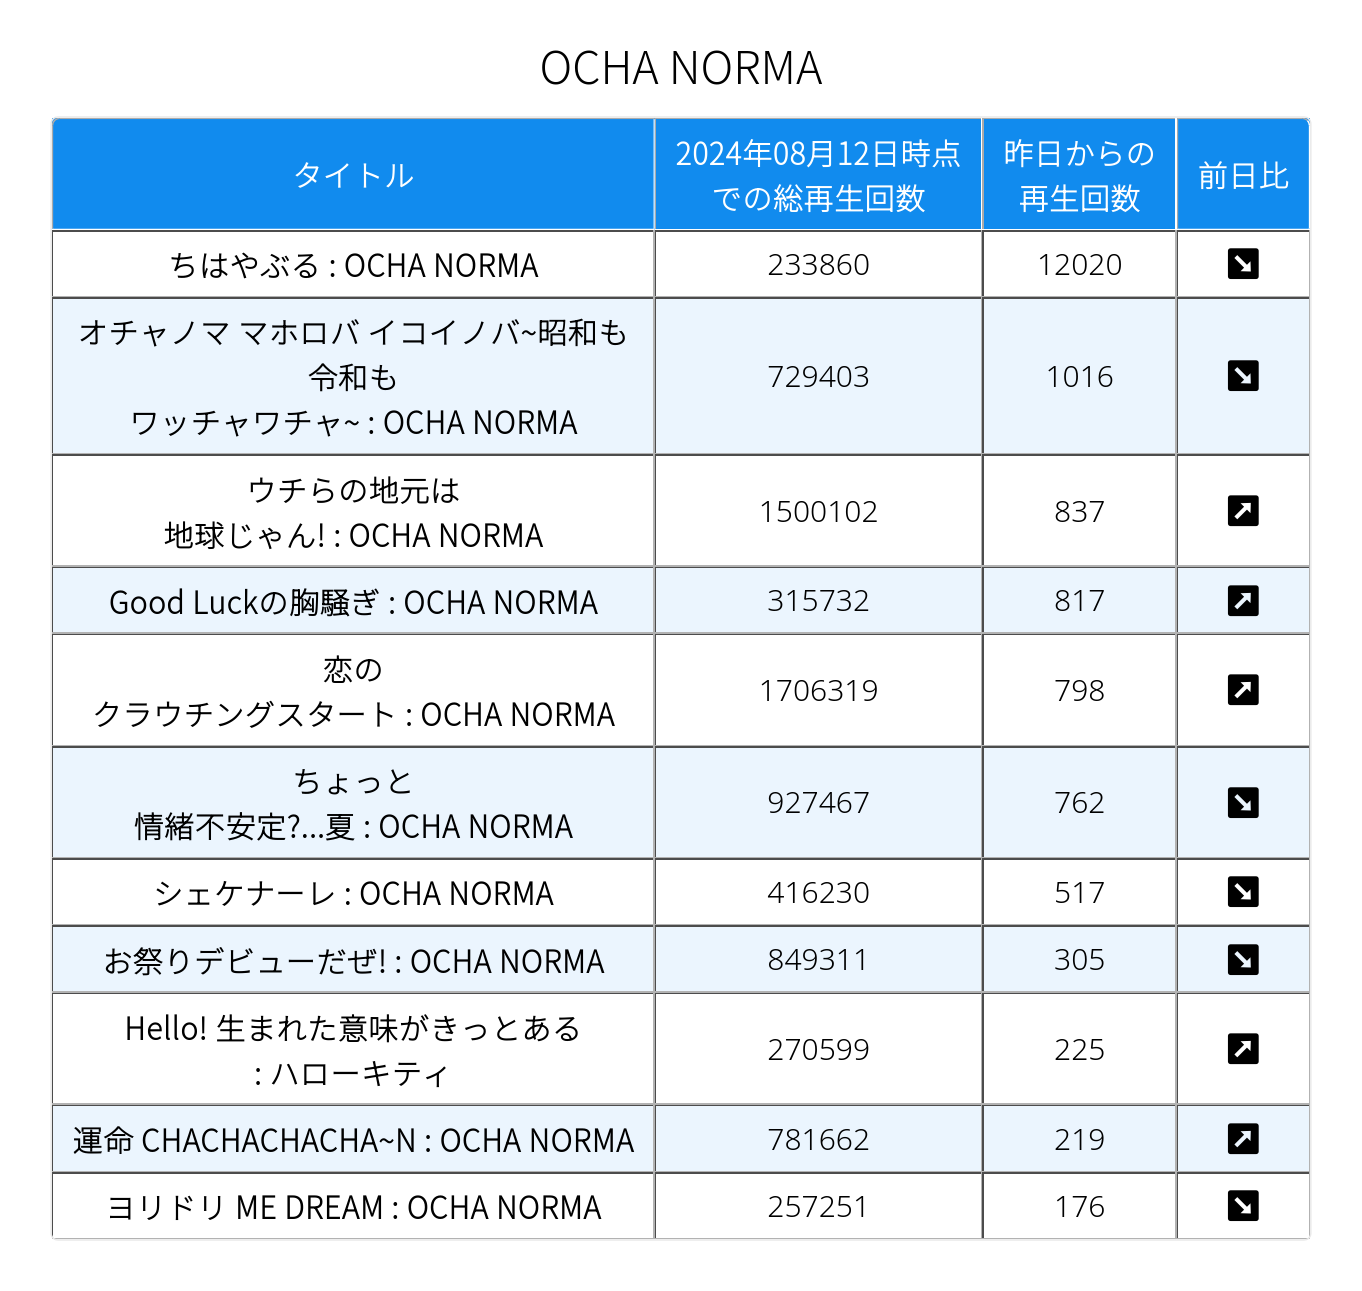 OCHA NORMA
タイトル
2024年08月12日時点
での総再生回数
昨日からの
再生回数
前日比
ちはやぶる : OCHA NORMA
233860
12020
オチャノマ マホロバ イコイノバ~昭和も
令和も
ワッチャワチャ~ : OCHA NORMA
729403
1016
ウチらの地元は
地球じゃん! : OCHA NORMA
1500102
837
Good Luckの胸騒ぎ : OCHA NORMA
315732
817
恋の
クラウチングスタート : OCHA NORMA
1706319
798
ちょっと
情緒不安定?...夏 : OCHA NORMA
927467
762
シェケナーレ : OCHA NORMA
416230
517
お祭りデビューだぜ! : OCHA NORMA
849311
305
Hello! 生まれた意味がきっとある
: ハローキティ
270599
225
運命 CHACHACHACHA~N : OCHA NORMA
781662
219
ヨリドリ ME DREAM : OCHA NORMA
257251
176